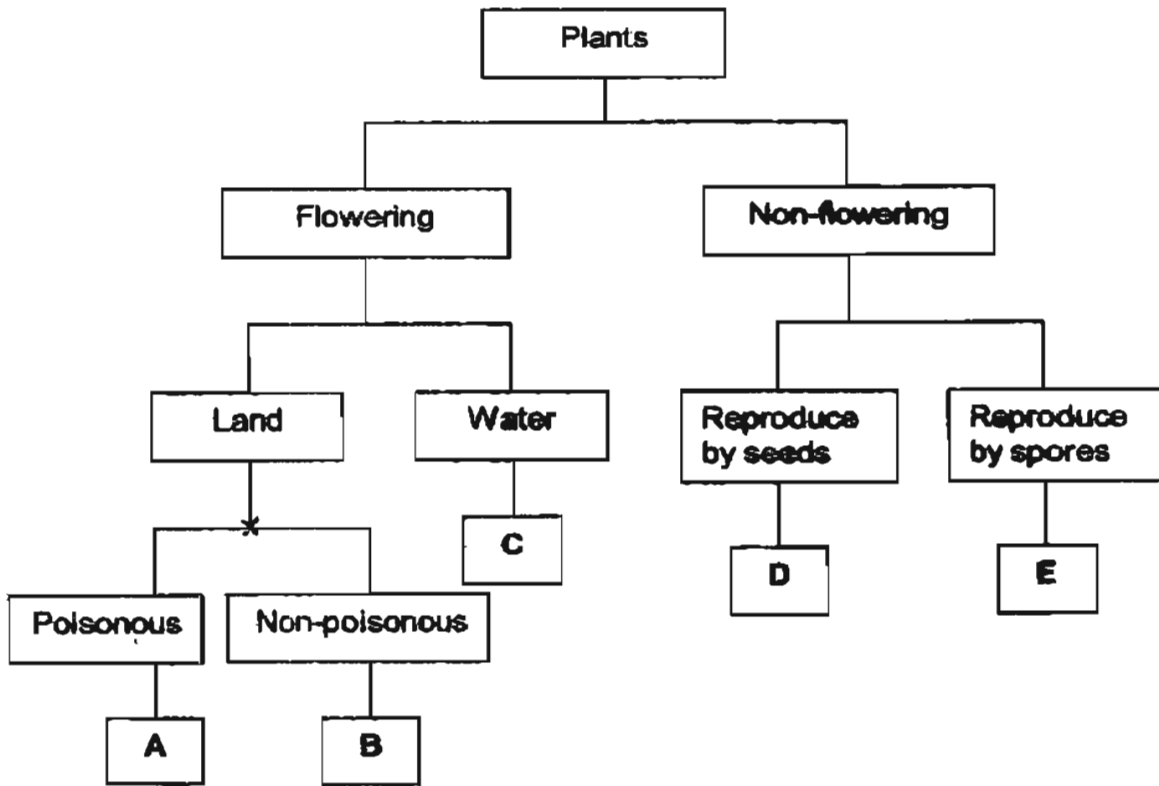 Plants
Flowering
Non-flowering
Land
Water
Reproduce
by seeds
Reproduce
by spores
C
D
E
Poisonous
Non-poisonous
A
B